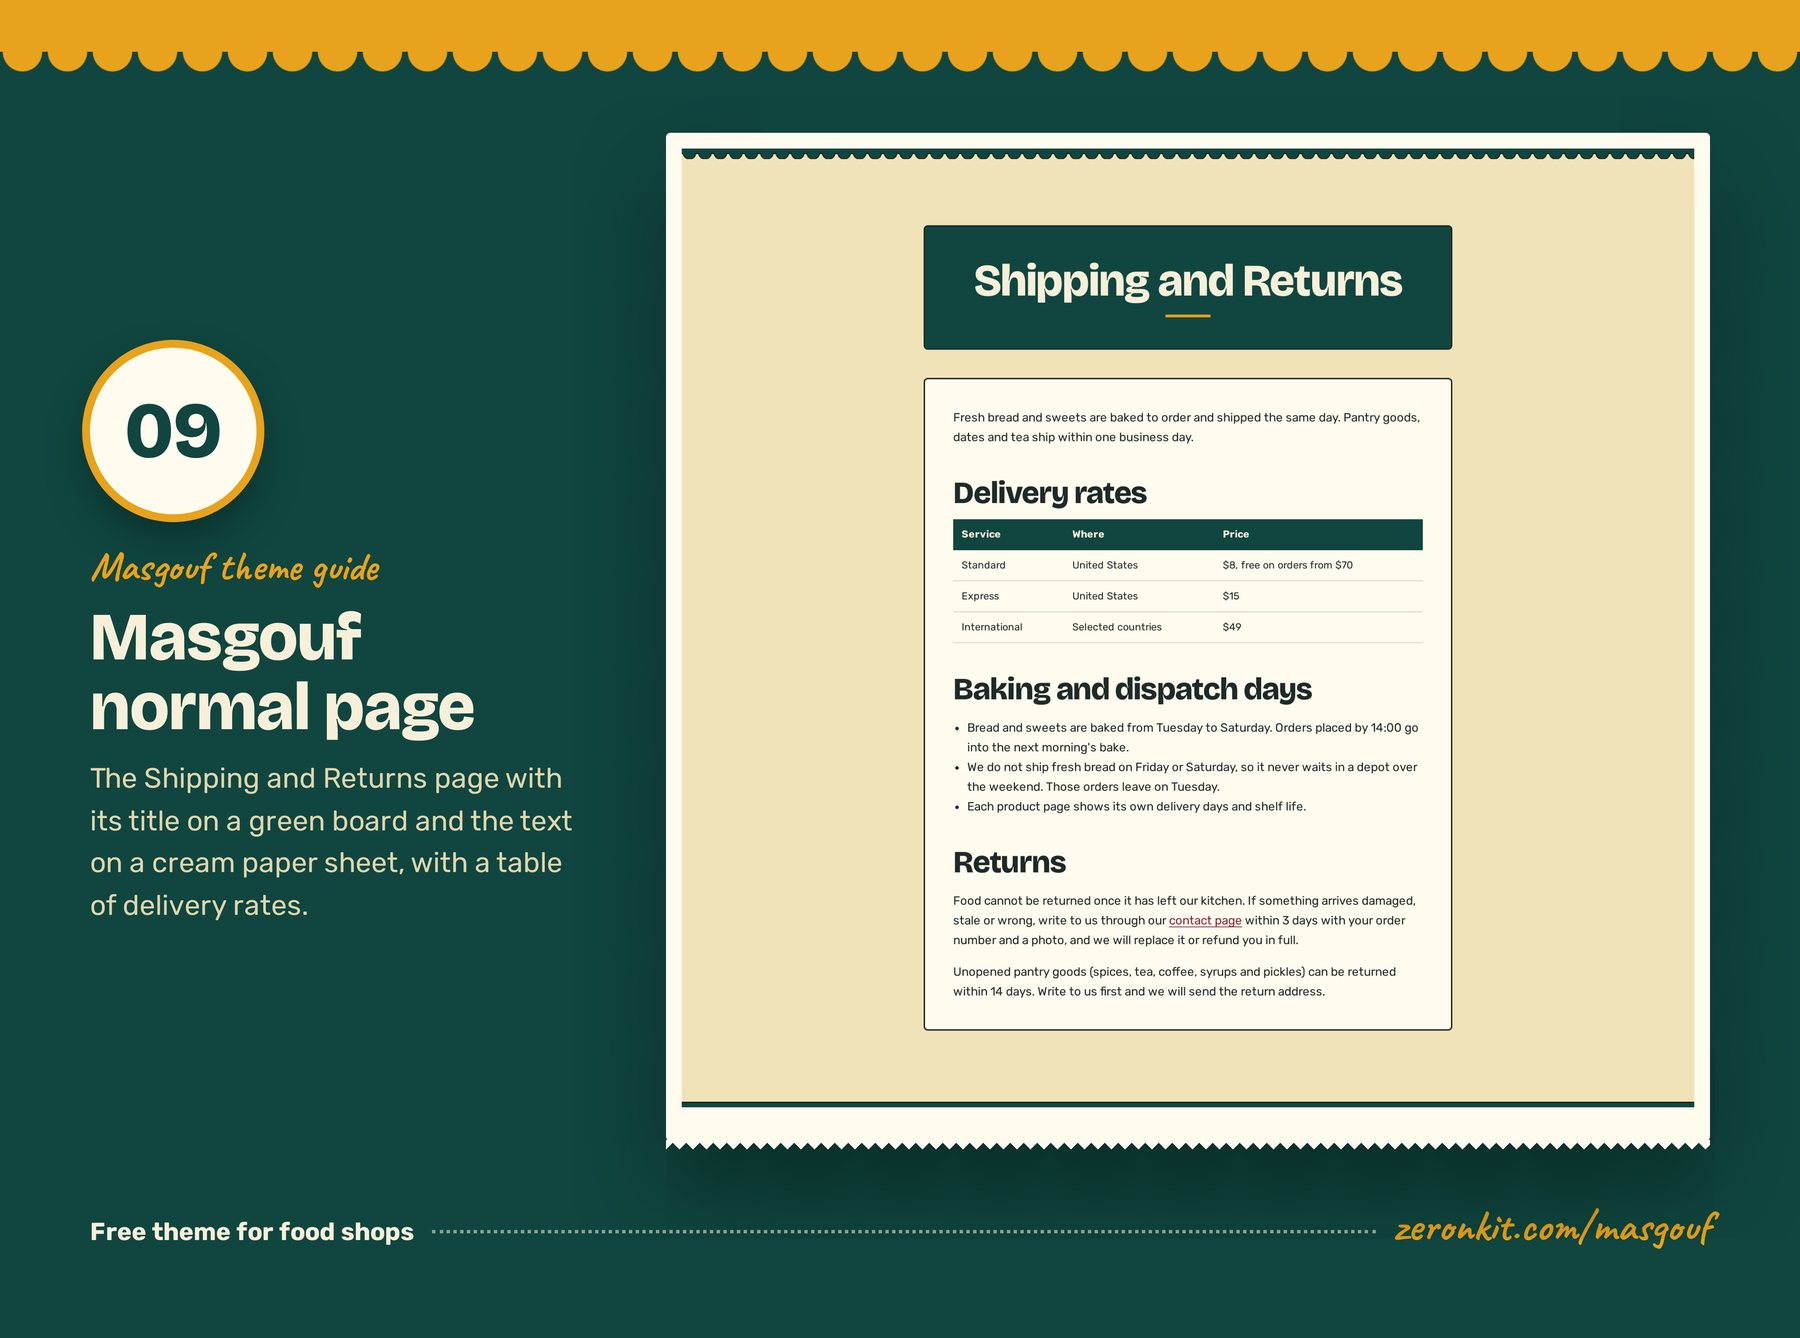 09
Masgouf theme guide
Masgouf
normal page
The Shipping and Returns page with
its title on a green board and the text
on a cream paper sheet, with a table
of delivery rates.
Shipping and Returns
Fresh bread and sweets are baked to order and shipped the same day. Pantry goods,
dates and tea ship within one business day.
Delivery rates
Service Where Price
Standard United States $8, free on orders from $70
Express United States $15
International Selected countries $49
Baking and dispatch days
• Bread and sweets are baked from Tuesday to Saturday. Orders placed by 14:00 go
into the next morning's bake.
• We do not ship fresh bread on Friday or Saturday, so it never waits in a depot over
the weekend. Those orders leave on Tuesday.
• Each product page shows its own delivery days and shelf life.
Returns
Food cannot be returned once it has left our kitchen. If something arrives damaged,
stale or wrong, write to us through our contact page within 3 days with your order
number and a photo, and we will replace it or refund you in full.
Unopened pantry goods (spices, tea, coffee, syrups and pickles) can be returned
within 14 days. Write to us first and we will send the return address.
Free theme for food shops
zeronkit.com/masgouf